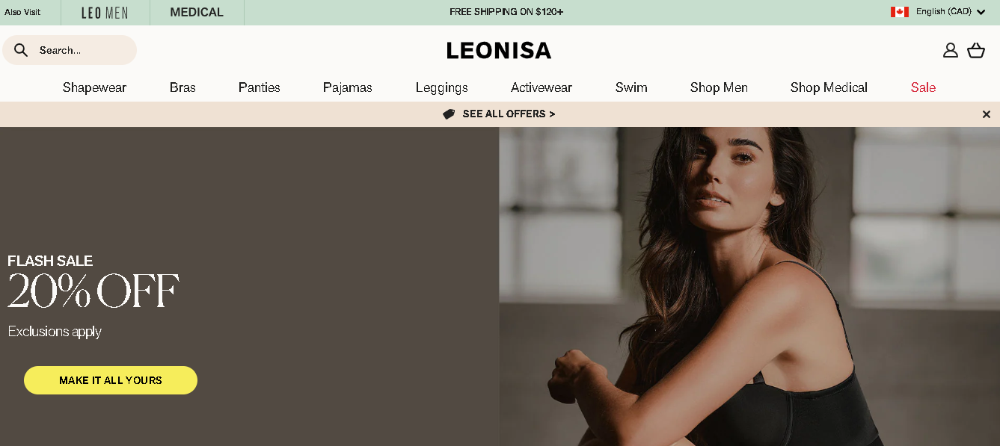 Also Visit
LEO MEN
MEDICAL
FREE SHIPPING ON $120+
English (CAD)
Search...
LEONISA
Shapewear
Bras
Panties
Pajamas
Leggings
Activewear
Swim
Shop Men
Shop Medical
Sale
SEE ALL OFFERS >
FLASH SALE
20% OFF
Exclusions apply
MAKE IT ALL YOURS